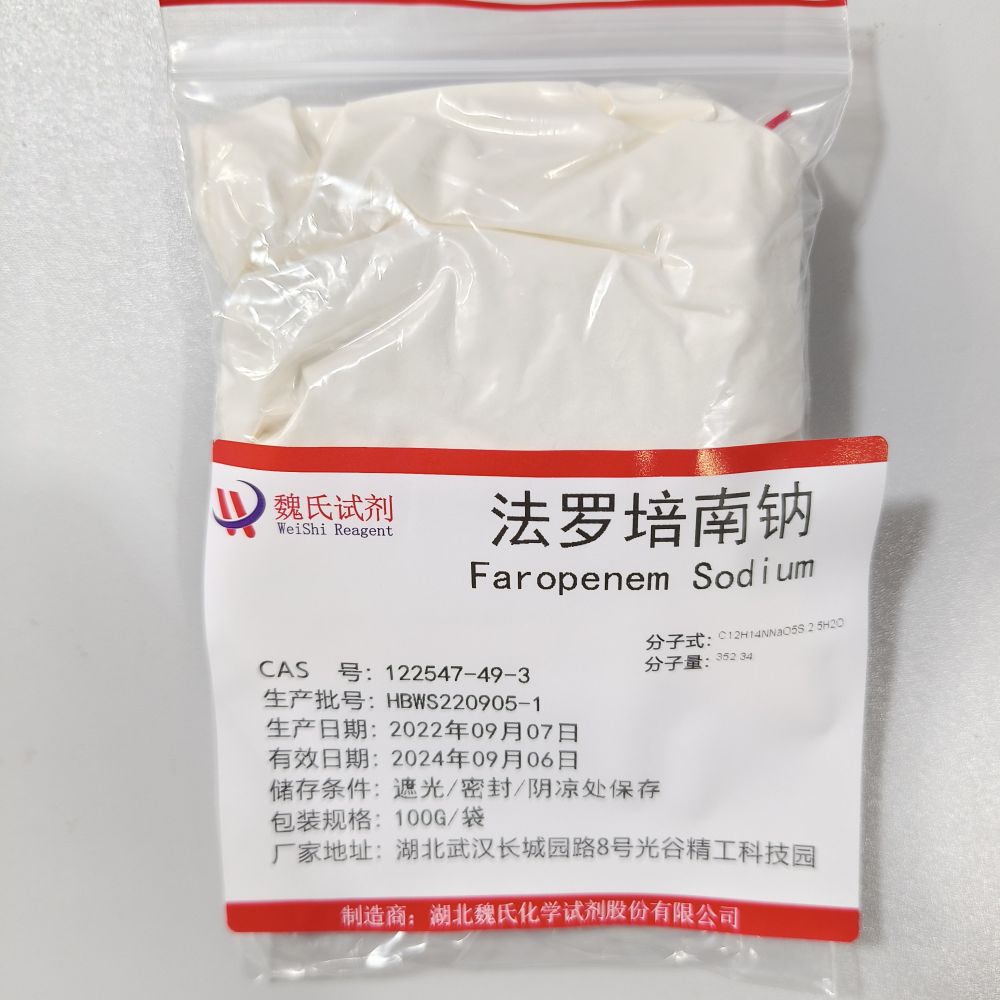 魏氏试剂
WeiShi Reagent
法罗培南钠
Faropenem Sodium
分子式: C12H14NNaO5S.2.5H2O
分子量: 352.34
CAS 号: 122547-49-3
生产批号: HBWS220905-1
生产日期: 2022年09月07日
有效日期: 2024年09月06日
储存条件: 遮光/密封/阴凉处保存
包装规格: 100G/袋
厂家地址: 湖北武汉长城园路8号光谷精工科技园
制造商: 湖北魏氏化学试剂股份有限公司